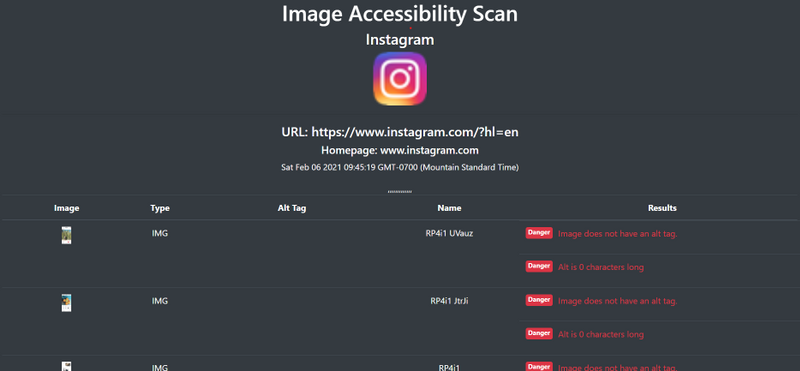 Image Accessibility Scan
Instagram
URL: https://www.instagram.com/?hl=en
Homepage: www.instagram.com
Sat Feb 06 2021 09:45:19 GMT-0700 (Mountain Standard Time)
Image Type Alt Tag Name Results
IMG RP4i1 UVauz Danger Image does not have an alt tag.
Danger Alt is 0 characters long
IMG RP4i1 JtrJi Danger Image does not have an alt tag.
Danger Alt is 0 characters long
IMG RP4i1 Danger Image does not have an alt tag.